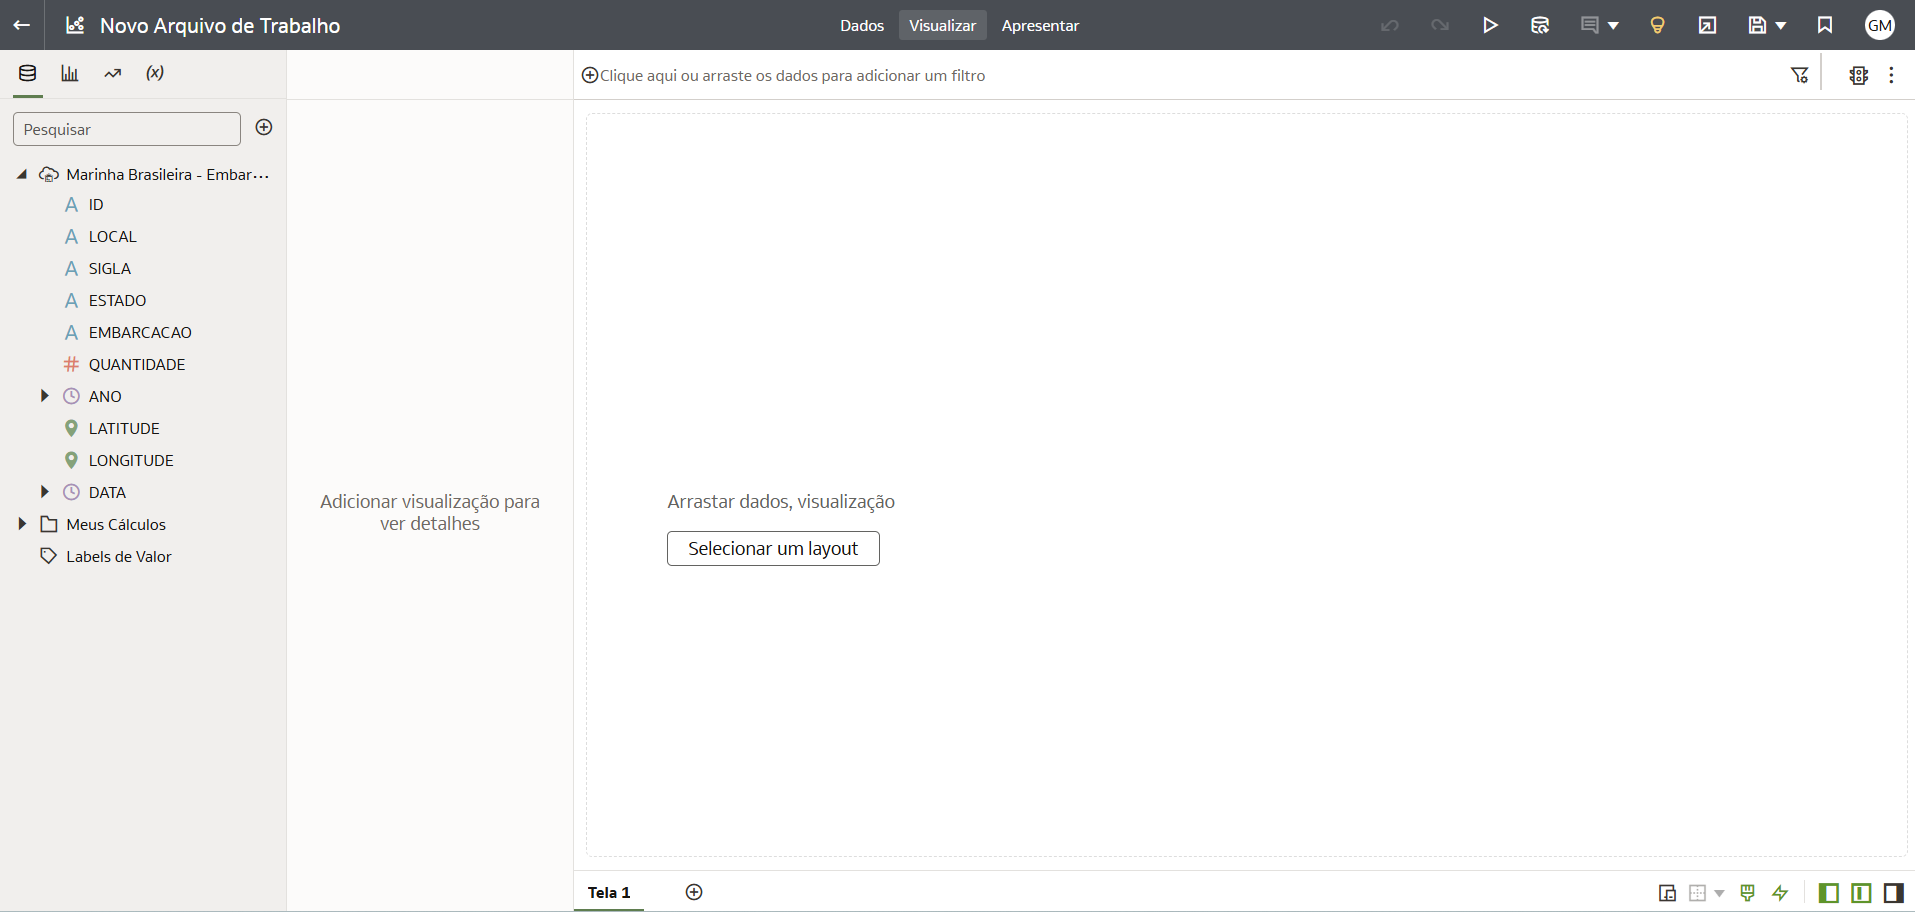 Novo Arquivo de Trabalho
Dados
Visualizar
Apresentar
GM
(x)
Clique aqui ou arraste os dados para adicionar um filtro
Pesquisar
Marinha Brasileira - Embar...
A ID
A LOCAL
A SIGLA
A ESTADO
A EMBARCACAO
# QUANTIDADE
ANO
LATITUDE
LONGITUDE
DATA
Meus Cálculos
Labels de Valor
Adicionar visualização para
ver detalhes
Arrastar dados, visualização
Selecionar um layout
Tela 1